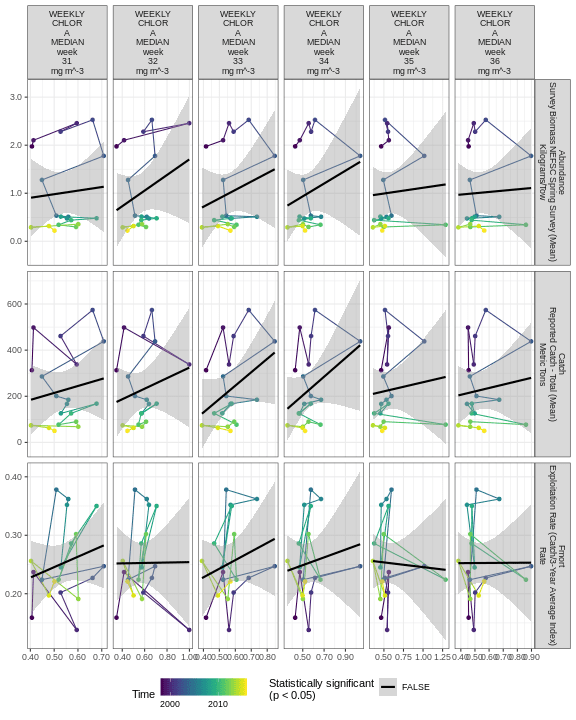 WEEKLY
CHLOR
A
MEDIAN
week
31
mg m^-3
WEEKLY
CHLOR
A
MEDIAN
week
32
mg m^-3
WEEKLY
CHLOR
A
MEDIAN
week
33
mg m^-3
WEEKLY
CHLOR
A
MEDIAN
week
34
mg m^-3
WEEKLY
CHLOR
A
MEDIAN
week
35
mg m^-3
WEEKLY
CHLOR
A
MEDIAN
week
36
mg m^-3
3.0
2.0
1.0
0.0
Abundance
Survey Biomass NEFSC Spring Survey (Mean)
Kilograms/Tow
600
400
200
0
Catch
Reported Catch - Total (Mean)
Metric Tons
0.40
0.30
0.20
Fmort
Exploitation Rate (Catch/3-Year Average Index)
Rate
0.40 0.50 0.60 0.70
0.40 0.60 0.80 1.00
0.40 0.50 0.60 0.70 0.80
0.50 0.70 0.90
0.50 0.75 1.00 1.25
0.40 0.50 0.60 0.70 0.80 0.90
Time
2000 2010
Statistically significant
(p < 0.05)
FALSE